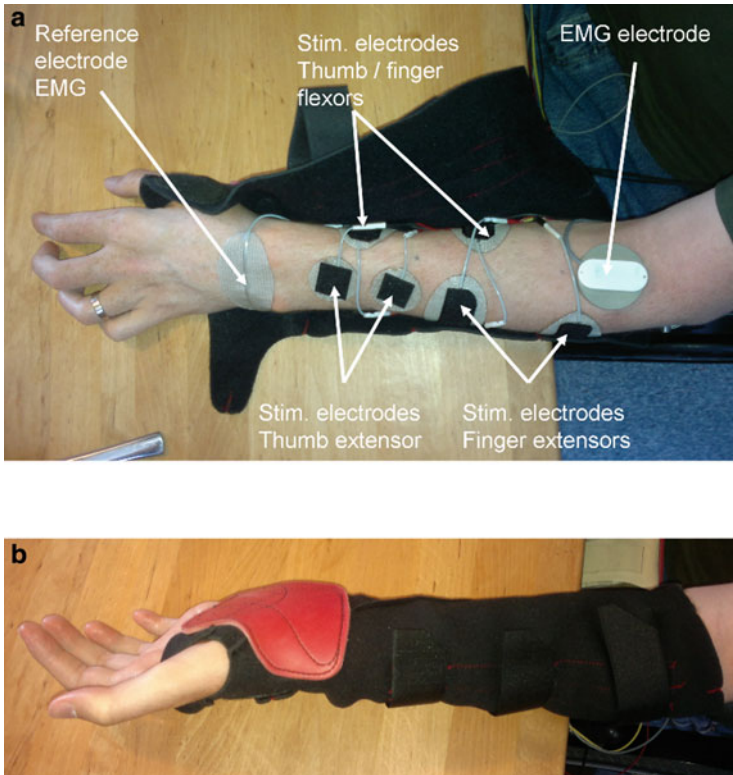 a
Reference
electrode
EMG
Stim. electrodes
Thumb / finger
flexors
EMG electrode
Stim. electrodes
Thumb extensor
Stim. electrodes
Finger extensors
b